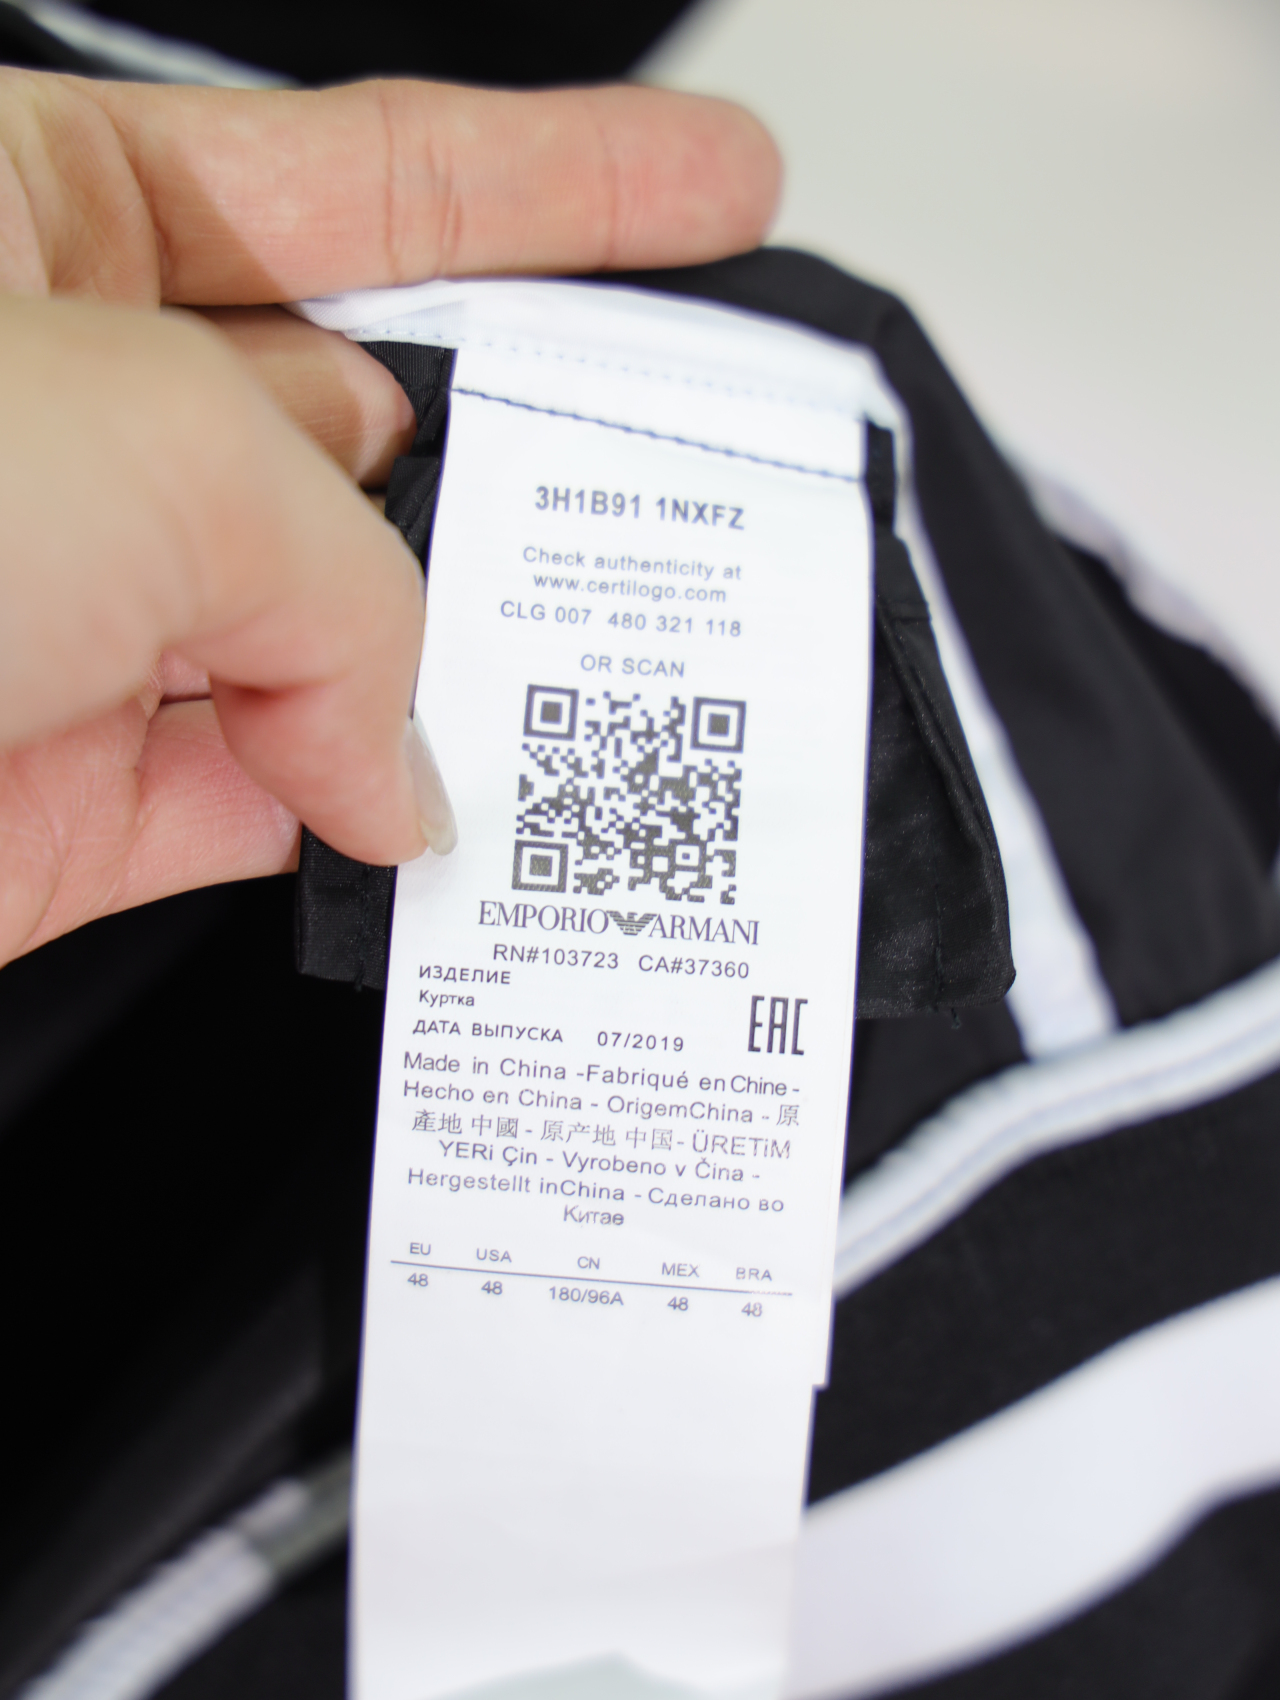 3H1B91 1NXFZ
Check authenticity at
www.certilogo.com
CLG 007 480 321 118
OR SCAN
EMPORIO ARMANI
RN#103723 CA#37360
ИЗДЕЛИЕ
Куртка
ДАТА ВЫПУСКА 07/2019
EAC
Made in China -Fabriqué en Chine -
Hecho en China - OrigemChina - 原
產地 中國 - 原产地 中国- ÜRETiM
YERi Çin - Vyrobeno v Čina -
Hergestellt inChina - Сделано во
Китае
EU USA CN MEX BRA
48 48 180/96A 48 48